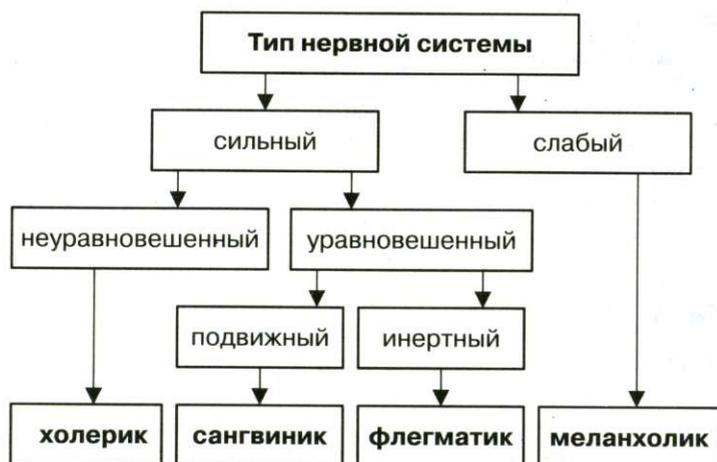 Тип нервной системы
сильный
слабый
неуравновешенный
уравновешенный
подвижный
инертный
холерик
сангвиник
флегматик
меланхолик